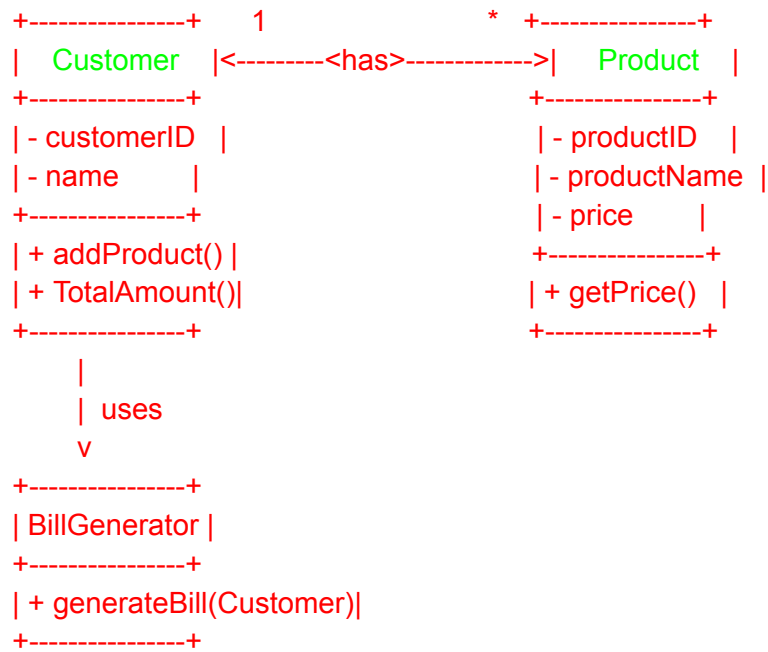 +----------------+ 1 * +----------------+
| Customer |<---------<has>------------->| Product |
+----------------+ +----------------+
| - customerID | | - productID |
| - name | | - productName |
+----------------+ | - price |
| + addProduct() | +----------------+
| + TotalAmount()| | + getPrice() |
+----------------+ +----------------+
|
| uses
v
+----------------+
| BillGenerator |
+----------------+
| + generateBill(Customer)|
+----------------+